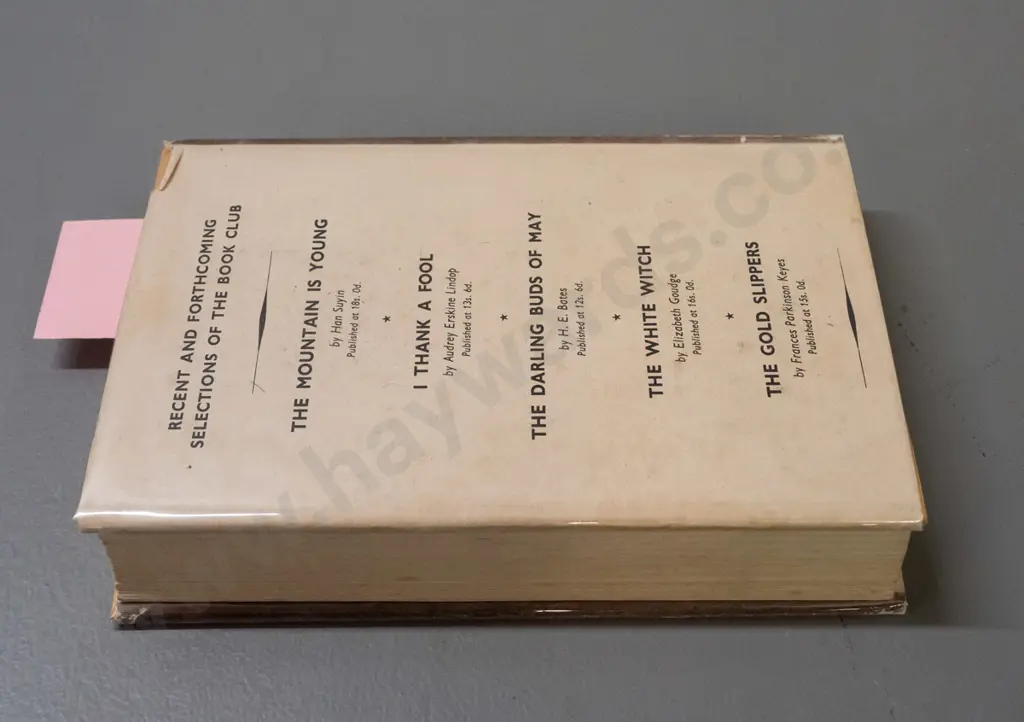 RECENT AND FORTHCOMING
SELECTIONS OF THE BOOK CLUB
THE MOUNTAIN IS YOUNG
by Han Suyin
Published at 18s. 0d.
★
I THANK A FOOL
by Audrey Erskine Lindop
Published at 13s. 6d.
★
THE DARLING BUDS OF MAY
by H. E. Bates
Published at 12s. 6d.
★
THE WHITE WITCH
by Elizabeth Goudge
Published at 16s. 0d.
★
THE GOLD SLIPPERS
by Frances Parkinson Keyes
Published at 15s. 0d.